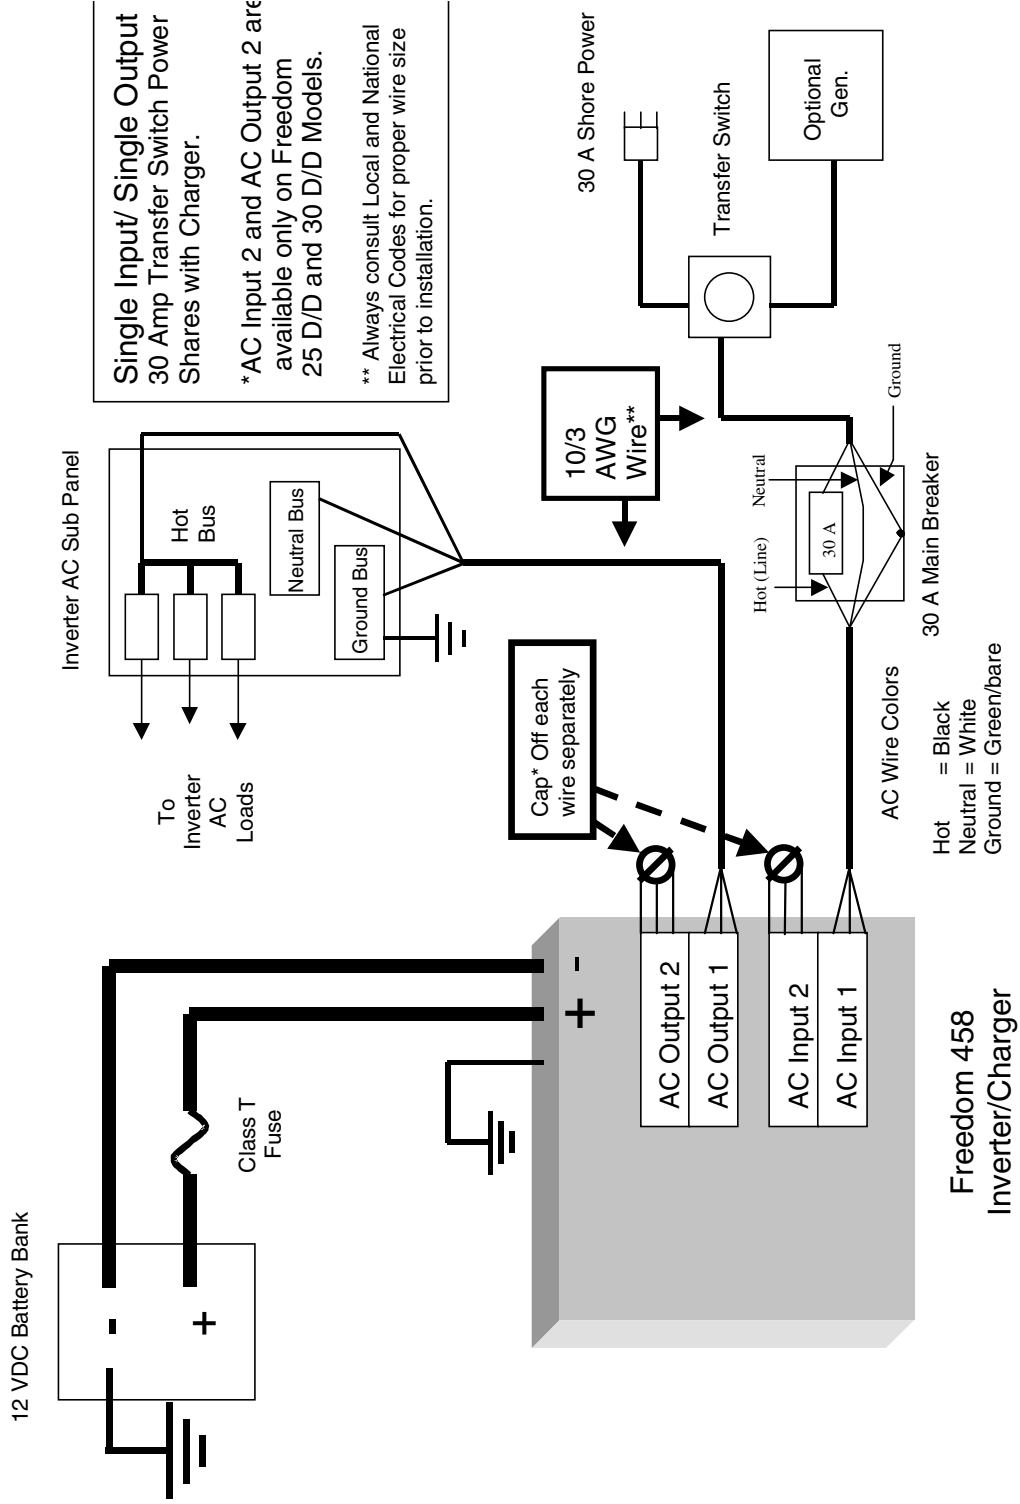 Single Input/ Single Output
30 Amp Transfer Switch Power
Shares with Charger.
*AC Input 2 and AC Output 2 are
available only on Freedom
25 D/D and 30 D/D Models.
** Always consult Local and National
Electrical Codes for proper wire size
prior to installation.
12 VDC Battery Bank
-
+
Class T
Fuse
Inverter AC Sub Panel
Hot
Bus
Neutral Bus
Ground Bus
To
Inverter
AC
Loads
Cap* Off each
wire separately
10/3
AWG
Wire**
30 A Shore Power
Transfer Switch
Optional
Gen.
Hot (Line)
Neutral
Ground
30 A
30 A Main Breaker
AC Wire Colors
Hot = Black
Neutral = White
Ground = Green/bare
+
-
AC Output 2
AC Output 1
AC Input 2
AC Input 1
Freedom 458
Inverter/Charger